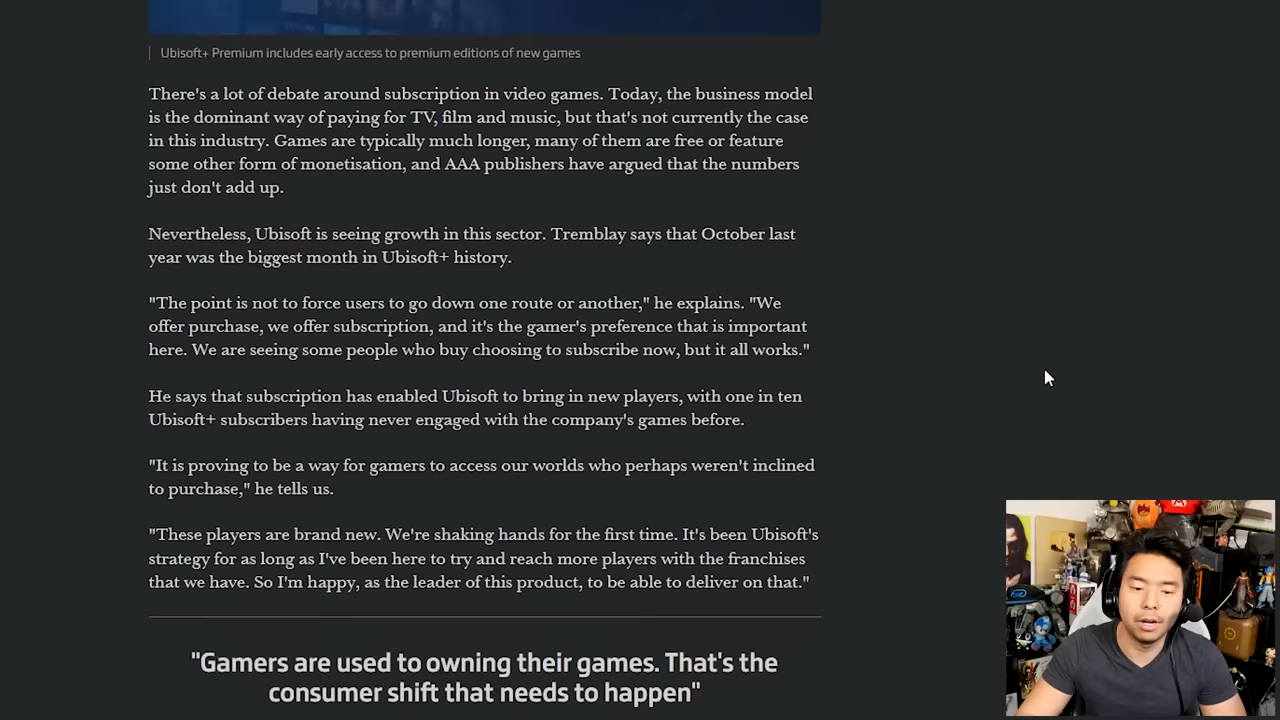 Ubisoft+ Premium includes early access to premium editions of new games
There's a lot of debate around subscription in video games. Today, the business model
is the dominant way of paying for TV, film and music, but that's not currently the case
in this industry. Games are typically much longer, many of them are free or feature
some other form of monetisation, and AAA publishers have argued that the numbers
just don't add up.
Nevertheless, Ubisoft is seeing growth in this sector. Tremblay says that October last
year was the biggest month in Ubisoft+ history.
"The point is not to force users to go down one route or another," he explains. "We
offer purchase, we offer subscription, and it's the gamer's preference that is important
here. We are seeing some people who buy choosing to subscribe now, but it all works."
He says that subscription has enabled Ubisoft to bring in new players, with one in ten
Ubisoft+ subscribers having never engaged with the company's games before.
"It is proving to be a way for gamers to access our worlds who perhaps weren't inclined
to purchase," he tells us.
"These players are brand new. We're shaking hands for the first time. It's been Ubisoft's
strategy for as long as I've been here to try and reach more players with the franchises
that we have. So I'm happy, as the leader of this product, to be able to deliver on that."
"Gamers are used to owning their games. That's the
consumer shift that needs to happen"